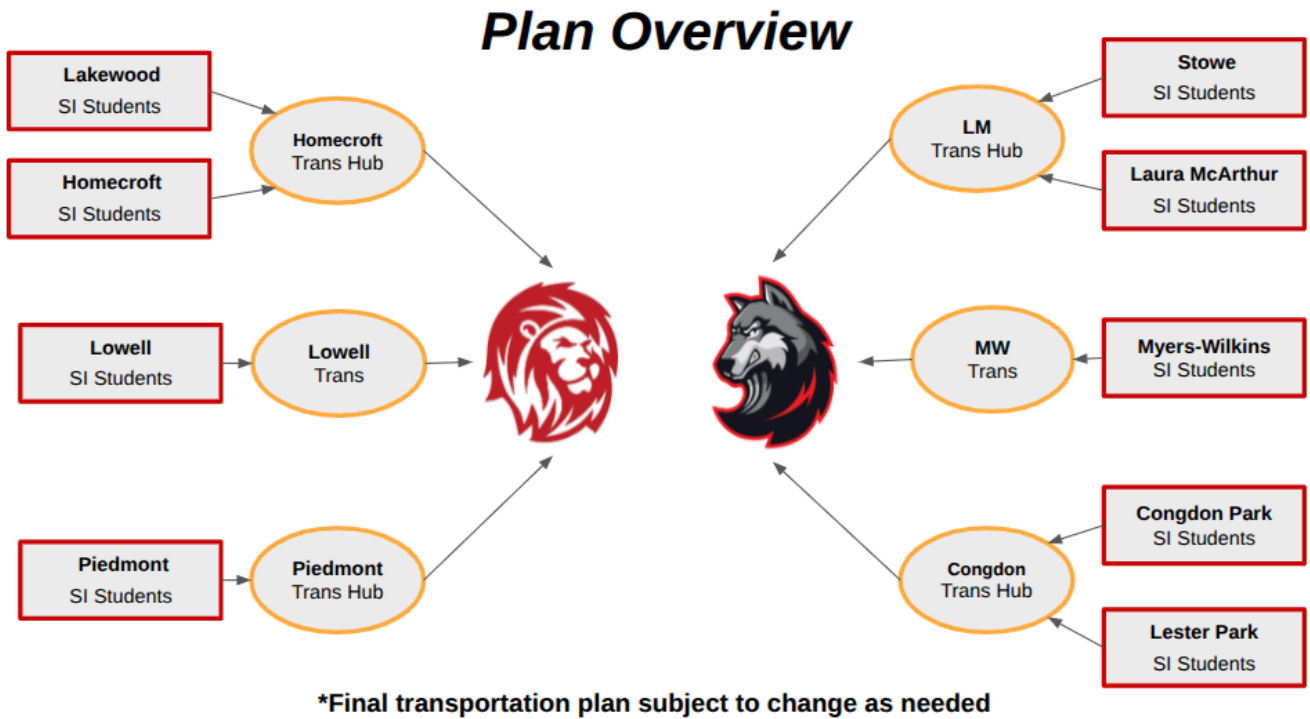 Plan Overview
Lakewood
SI Students
Homecroft
SI Students
Homecroft
Trans Hub
Lowell
SI Students
Lowell
Trans
Piedmont
SI Students
Piedmont
Trans Hub
LM
Trans Hub
Stowe
SI Students
Laura McArthur
SI Students
MW
Trans
Myers-Wilkins
SI Students
Congdon
Trans Hub
Congdon Park
SI Students
Lester Park
SI Students
*Final transportation plan subject to change as needed